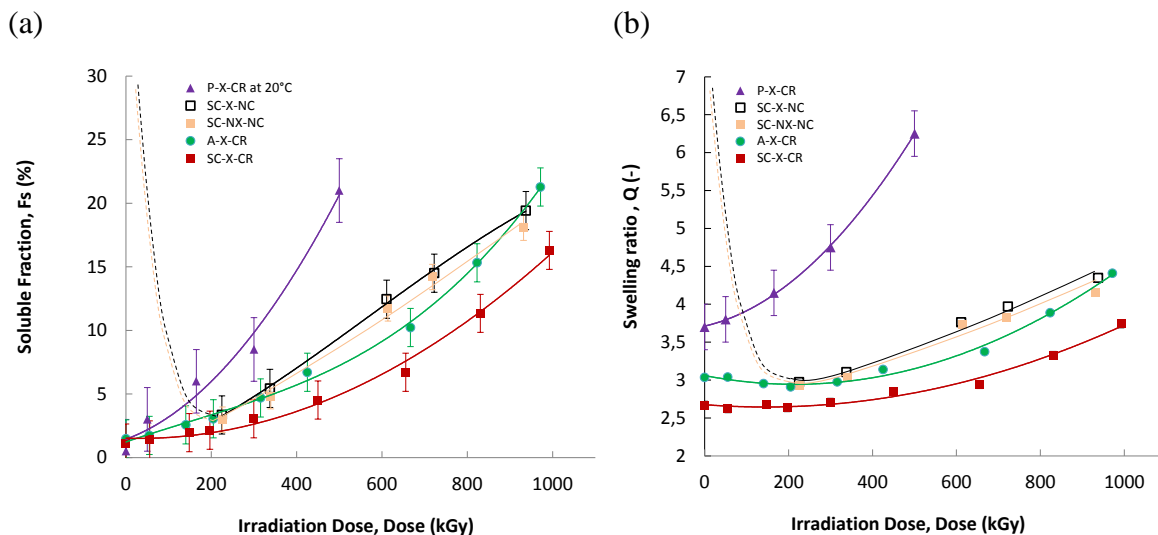 (a)
(b)
30
25
20
15
10
5
0
Soluble Fraction, Fs (%)
P-X-CR at 20°C
SC-X-NC
SC-NX-NC
A-X-CR
SC-X-CR
0 200 400 600 800 1000
Irradiation Dose, Dose (kGy)
7
6,5
6
5,5
5
4,5
4
3,5
3
2,5
2
Swelling ratio , Q (-)
P-X-CR
SC-X-NC
SC-NX-NC
A-X-CR
SC-X-CR
0 200 400 600 800 1000
Irradiation Dose, Dose (kGy)